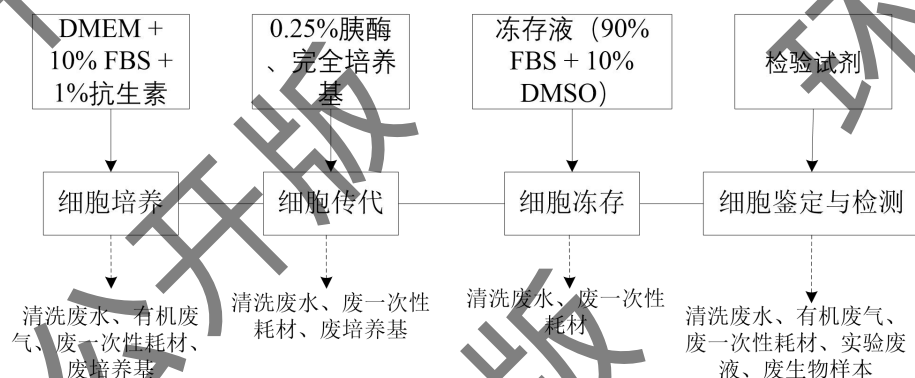 DMEM +
10% FBS +
1%抗生素
0.25%胰酶
、完全培养
基
冻存液（90%
FBS + 10%
DMSO）
检验试剂
细胞培养
细胞传代
细胞冻存
细胞鉴定与检测
清洗废水、有机废
气、废一次性耗材、
废培养基
清洗废水、废一次性
耗材、废培养基
清洗废水、废一次性
耗材
清洗废水、有机废气、
废一次性耗材、实验废
液、废生物样本
公开版
环
版